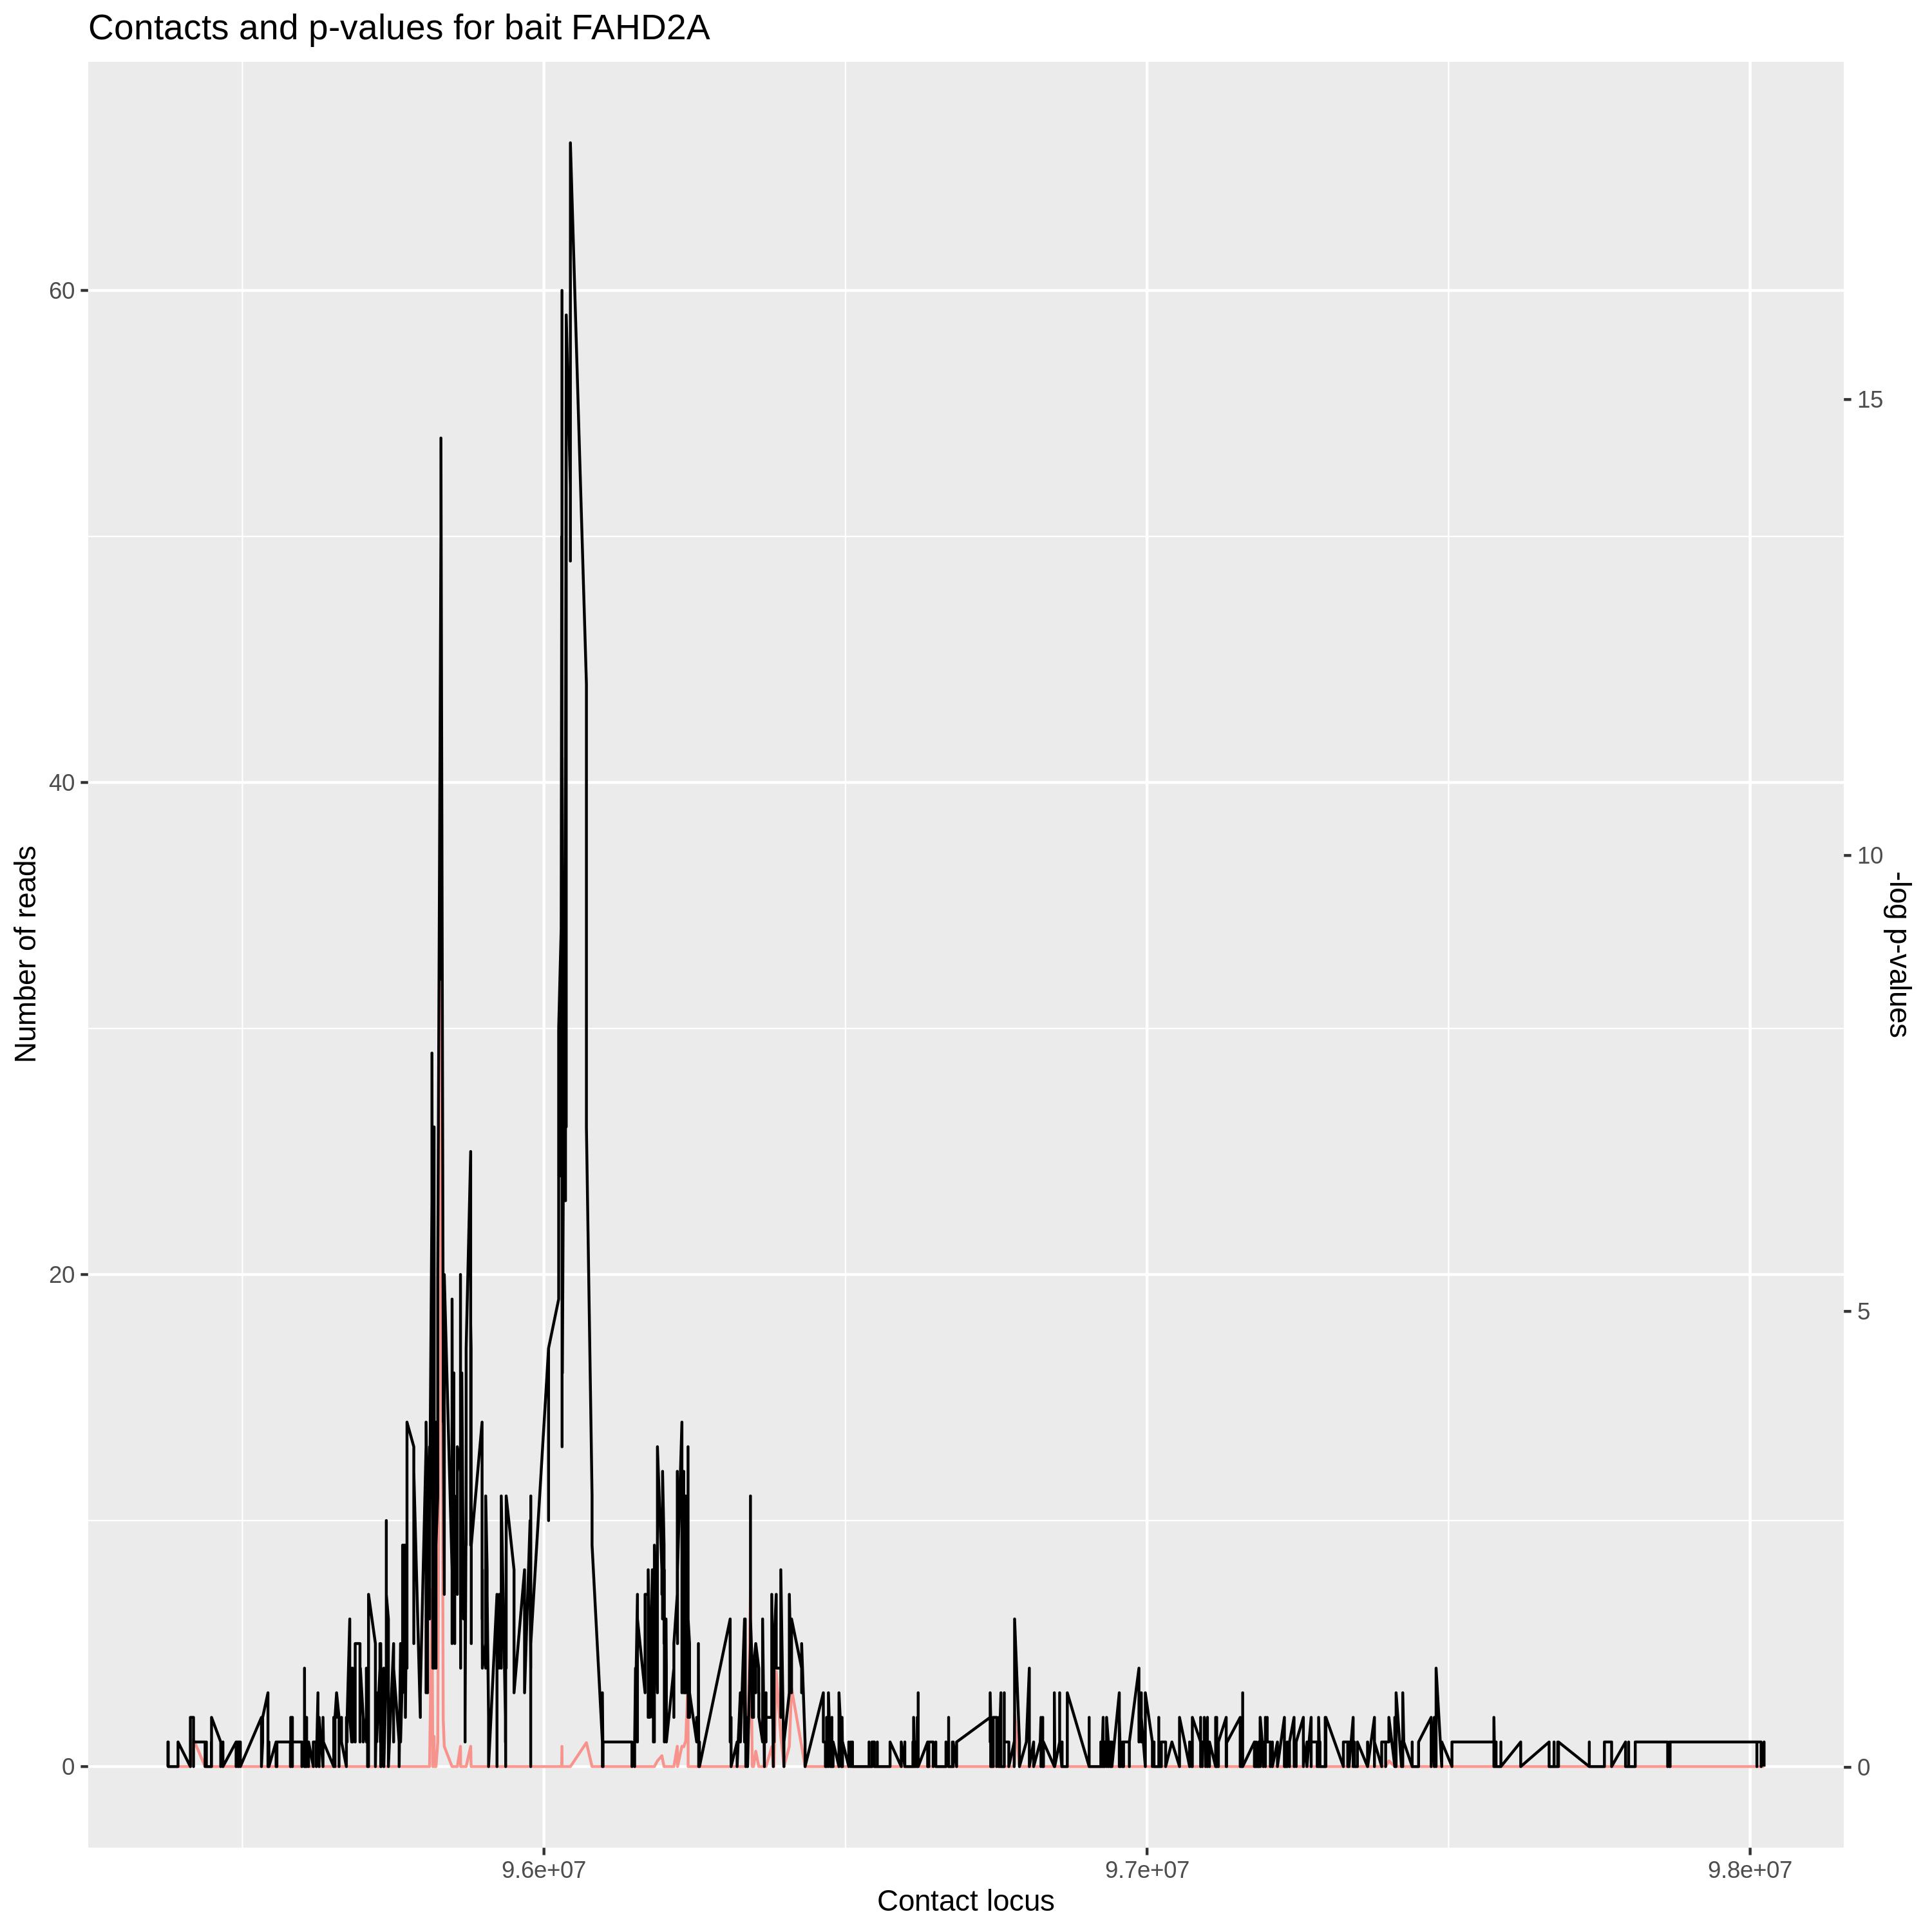 Contacts and p-values for bait FAHD2A
60
40
20
0
Number of reads
15
10
5
0
-log p-values
9.6e+07 9.7e+07 9.8e+07
Contact locus